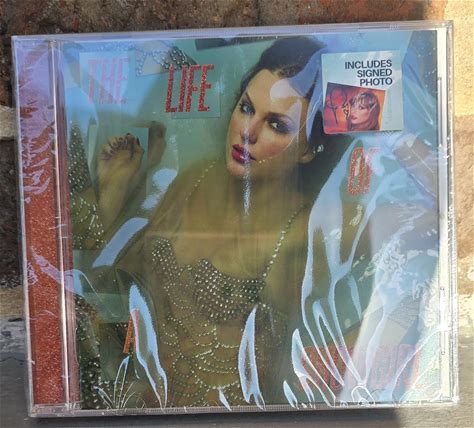 THE
LIFE
OF
A
INCLUDES
SIGNED
PHOTO